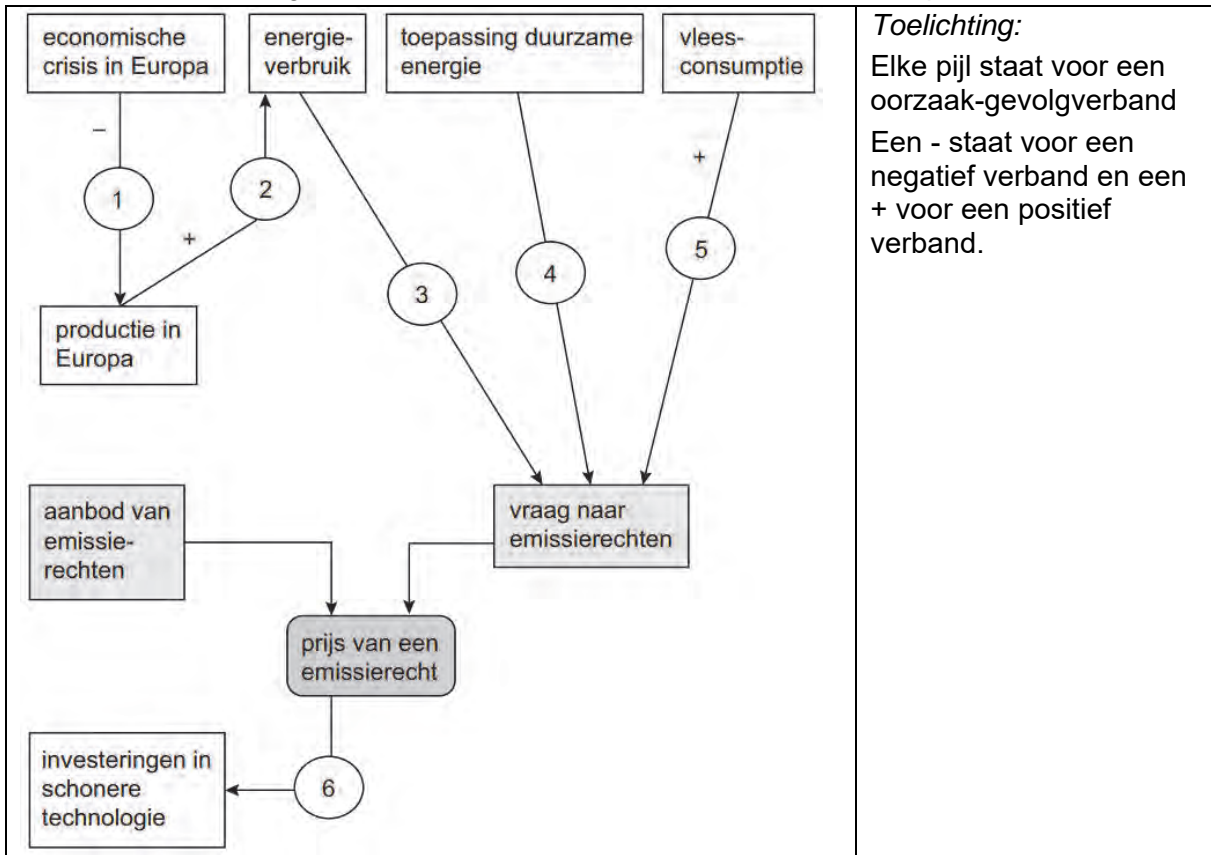 economische
crisis in Europa
energie-
verbruik
toepassing duurzame
energie
vlees-
consumptie
–
1
+
2
3
4
+
5
productie in
Europa
aanbod van
emissie-
rechten
vraag naar
emissierechten
prijs van een
emissierecht
investeringen in
schonere
technologie
6
Toelichting:
Elke pijl staat voor een
oorzaak-gevolgverband
Een - staat voor een
negatief verband en een
+ voor een positief
verband.